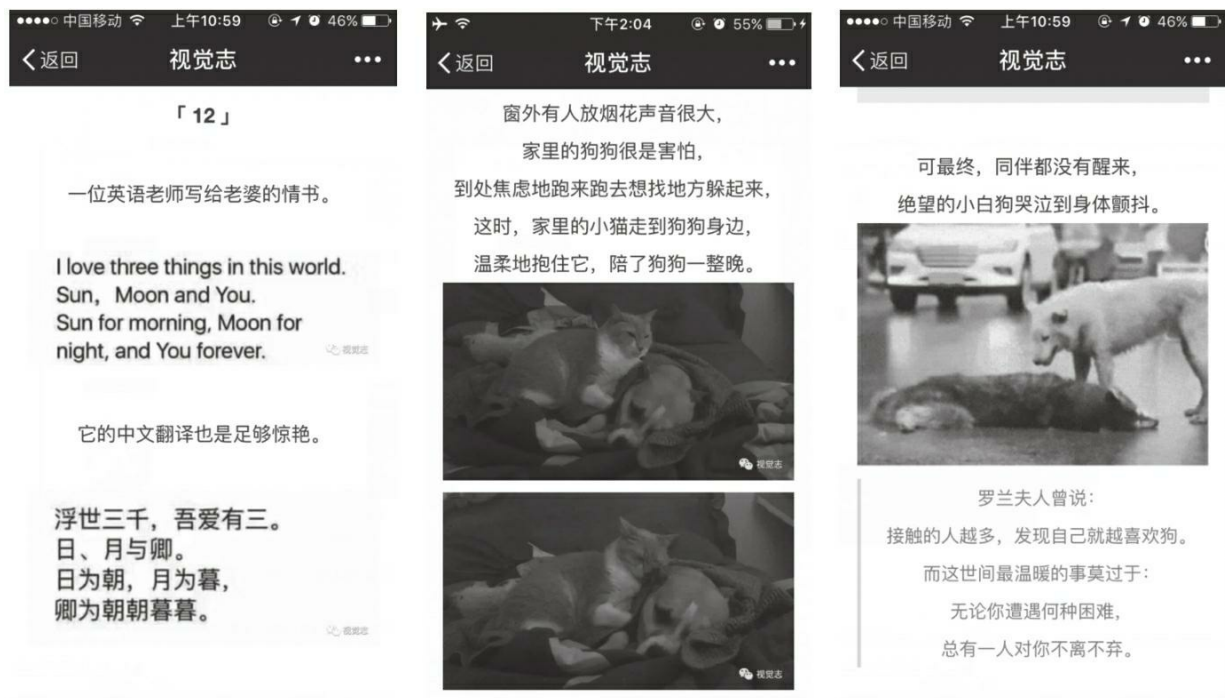 中国移动 上午10:59 46%
返回 视觉志
「 12 」
一位英语老师写给老婆的情书。
I love three things in this world.
Sun，Moon and You.
Sun for morning, Moon for
night, and You forever.
视觉志
它的中文翻译也是足够惊艳。
浮世三千，吾爱有三。
日、月与卿。
日为朝，月为暮，
卿为朝朝暮暮。
视觉志
下午2:04 55%
返回 视觉志
窗外有人放烟花声音很大，
家里的狗狗很是害怕，
到处焦虑地跑来跑去想找地方躲起来，
这时，家里的小猫走到狗狗身边，
温柔地抱住它，陪了狗狗一整晚。
视觉志
视觉志
中国移动 上午10:59 46%
返回 视觉志
可最终，同伴都没有醒来，
绝望的小白狗哭泣到身体颤抖。
罗兰夫人曾说：
接触的人越多，发现自己就越喜欢狗。
而这世间最温暖的事莫过于：
无论你遭遇何种困难，
总有一人对你不离不弃。